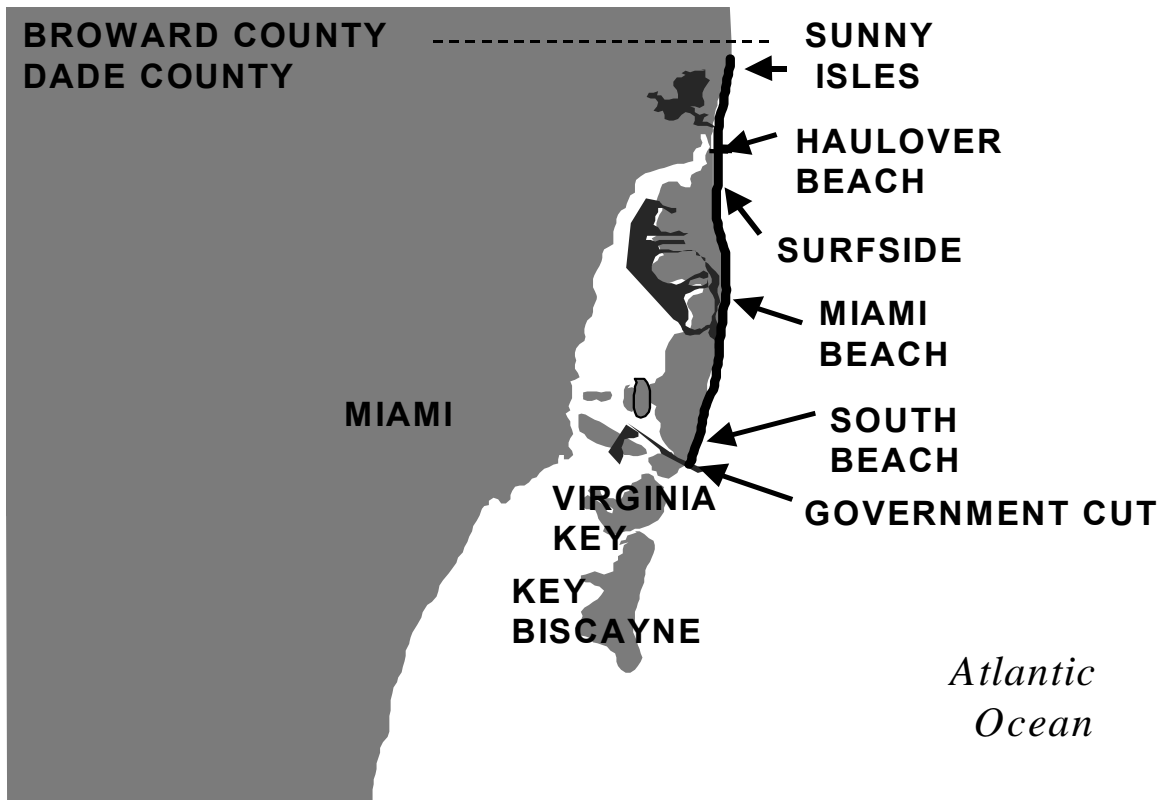 BROWARD COUNTY
DADE COUNTY
SUNNY
ISLES
HAULOVER
BEACH
SURFSIDE
MIAMI
BEACH
MIAMI
SOUTH
BEACH
VIRGINIA
KEY
GOVERNMENT CUT
KEY
BISCAYNE
Atlantic
Ocean